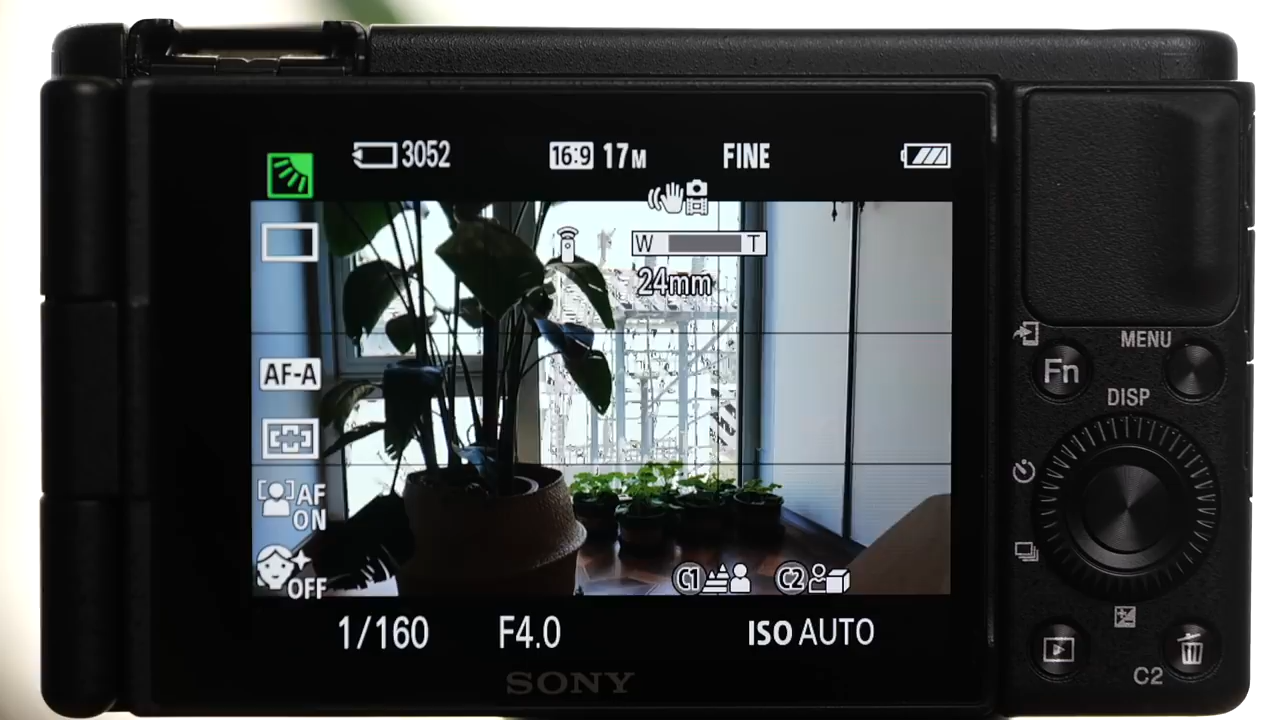 3052 16:9 17M FINE
W T
24mm
AF-A
AF
ON
OFF
C1 C2
1/160 F4.0 ISO AUTO
SONY
MENU
Fn
DISP
C2